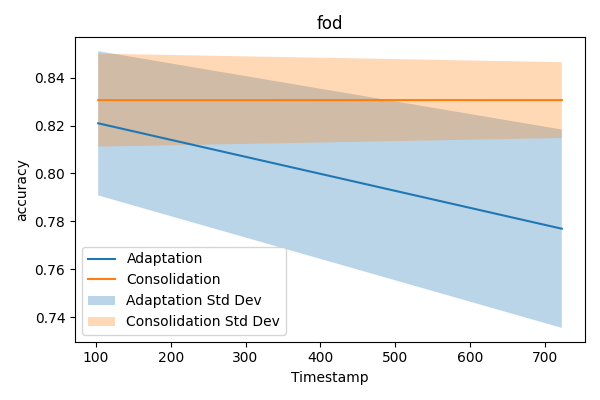 fod
accuracy
0.84
0.82
0.80
0.78
0.76
0.74
Adaptation
Consolidation
Adaptation Std Dev
Consolidation Std Dev
100 200 300 400 500 600 700
Timestamp